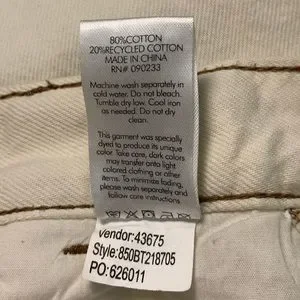 80%COTTON
20%RECYCLED COTTON
MADE IN CHINA
RN# 090233
Machine wash separately in
cold water. Do not bleach.
Tumble dry low. Cool iron
as needed. Do not dry
clean.
This garment was specially
dyed to produce its unique
color. Take care, dark colors
may transfer onto light
colored clothing or other
items. To minimize fading,
please wash separately and
follow care instructions.
Vendor:43675
Style:850BT218705
PO:626011